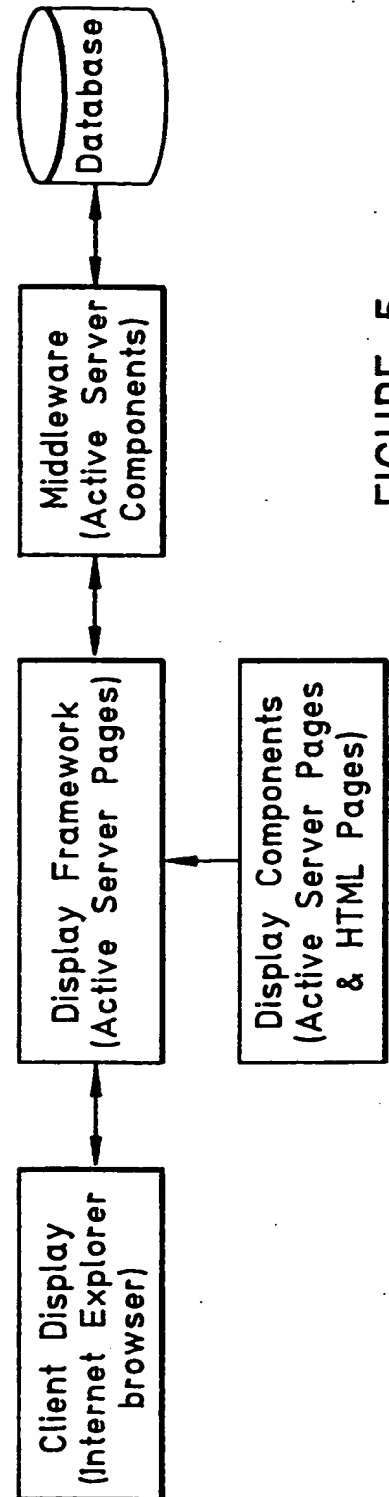 Client Display
(Internet Explorer
browser)
Display Framework
(Active Server Pages)
Display Components
(Active Server Pages
& HTML Pages)
Middleware
(Active Server
Components)
Database
FIGURE 5